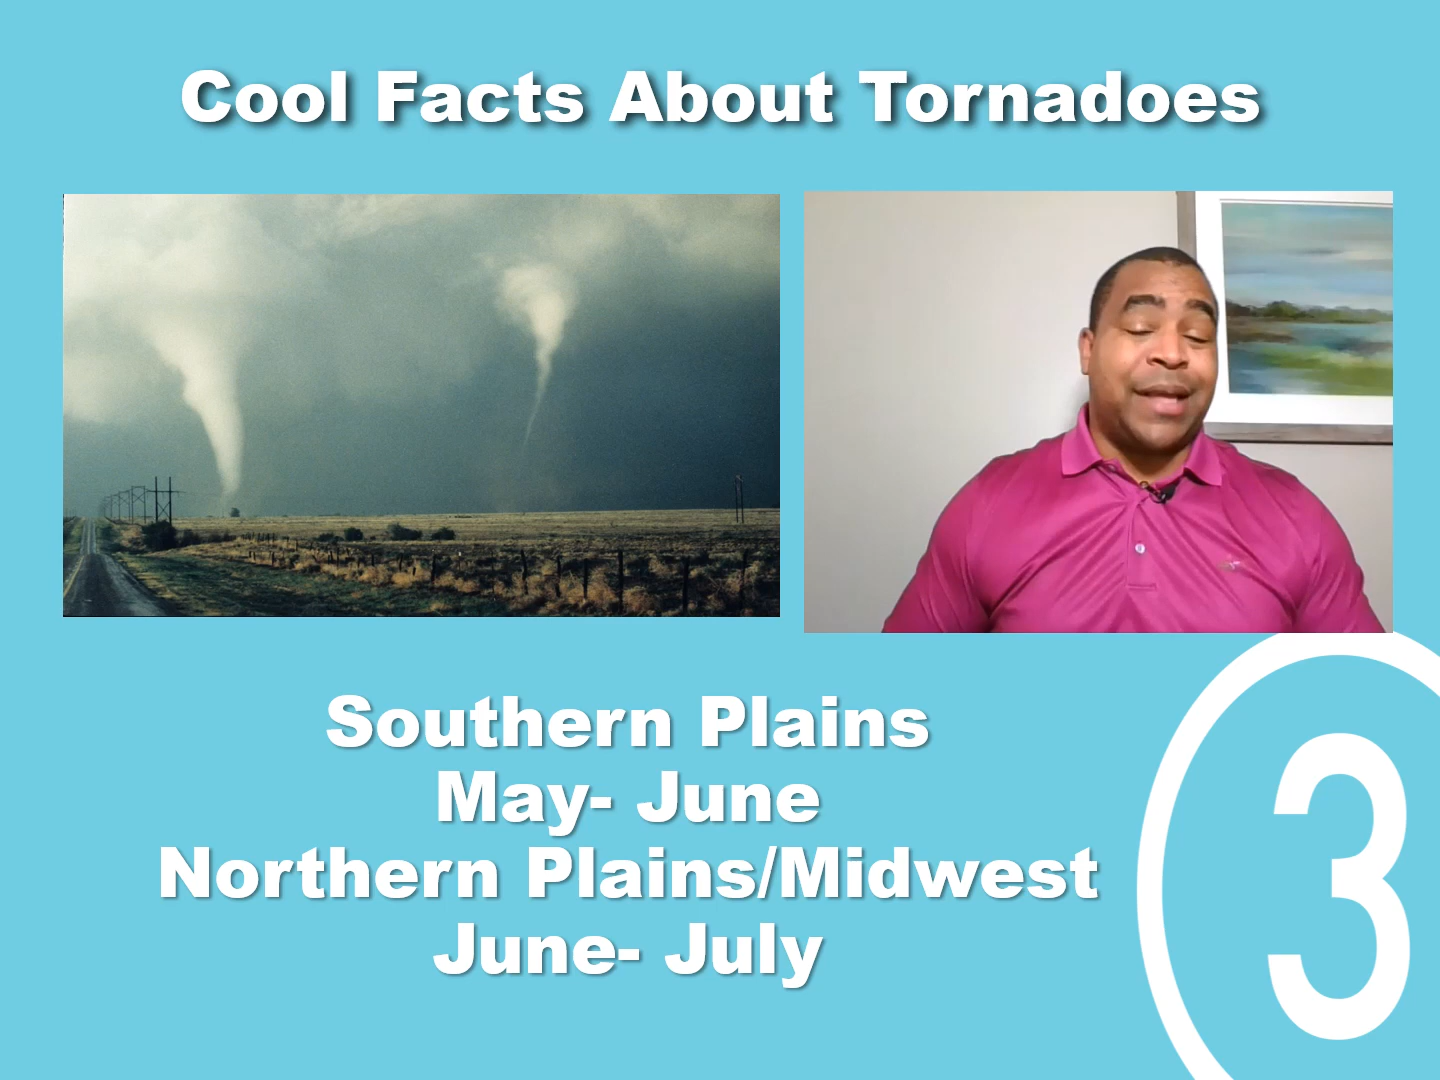 Cool Facts About Tornadoes
Southern Plains
May- June
Northern Plains/Midwest
June- July
3